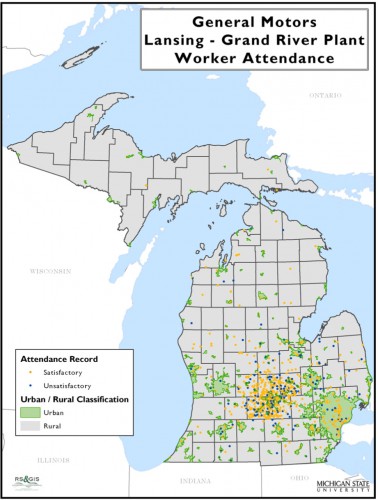 General Motors
Lansing - Grand River Plant
Worker Attendance
ONTARIO
WISCONSIN
Attendance Record
Satisfactory
Unsatisfactory
Urban / Rural Classification
Urban
Rural
ILLINOIS
INDIANA
OHIO
RS&GIS
MICHIGAN STATE
UNIVERSITY